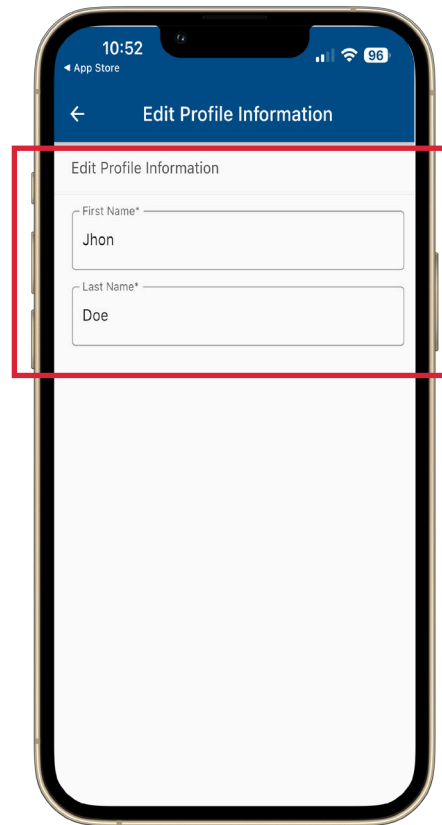 10:52
96
◄ App Store
← Edit Profile Information
Edit Profile Information
First Name*
Jhon
Last Name*
Doe